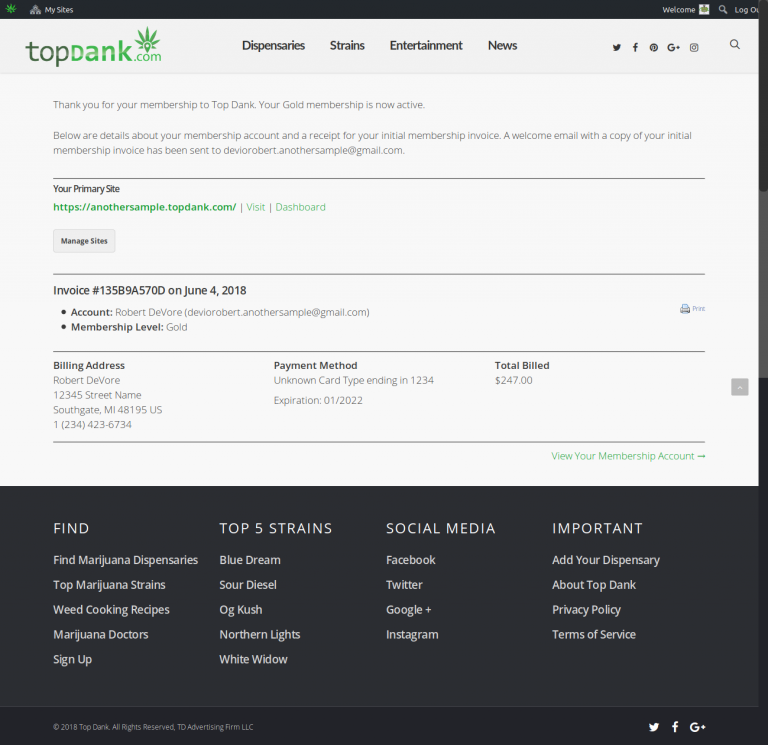 My Sites
Welcome
Log Ou
topDank.com
Dispensaries Strains Entertainment News
Thank you for your membership to Top Dank. Your Gold membership is now active.
Below are details about your membership account and a receipt for your initial membership invoice. A welcome email with a copy of your initial
membership invoice has been sent to deviorobert.anothersample@gmail.com.
Your Primary Site
https://anothersample.topdank.com/ | Visit | Dashboard
Manage Sites
Invoice #135B9A570D on June 4, 2018
Account: Robert DeVore (deviorobert.anothersample@gmail.com)
Print
Membership Level: Gold
Billing Address
Robert DeVore
12345 Street Name
Southgate, MI 48195 US
1 (234) 423-6734
Payment Method
Unknown Card Type ending in 1234
Expiration: 01/2022
Total Billed
$247.00
View Your Membership Account →
FIND
Find Marijuana Dispensaries
Top Marijuana Strains
Weed Cooking Recipes
Marijuana Doctors
Sign Up
TOP 5 STRAINS
Blue Dream
Sour Diesel
Og Kush
Northern Lights
White Widow
SOCIAL MEDIA
Facebook
Twitter
Google +
Instagram
IMPORTANT
Add Your Dispensary
About Top Dank
Privacy Policy
Terms of Service
© 2018 Top Dank. All Rights Reserved, TD Advertising Firm LLC